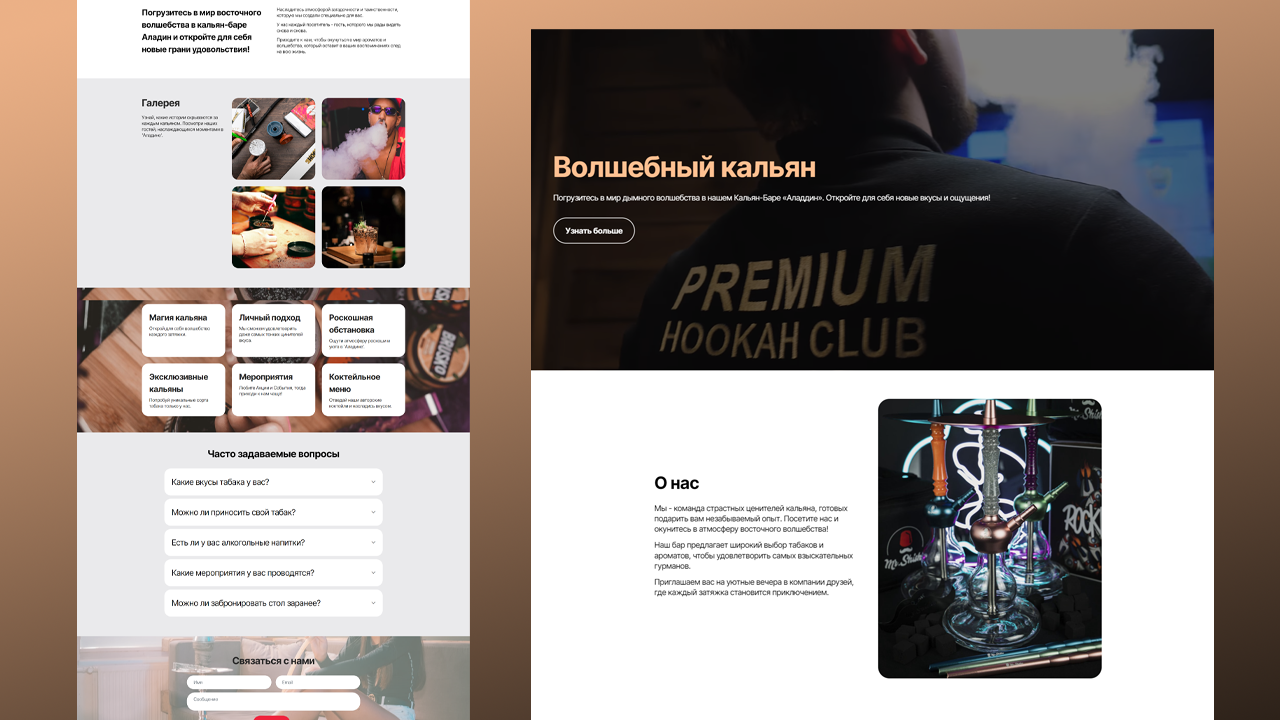 Погрузитесь в мир восточного
волшебства в кальян-баре
Аладин и откройте для себя
новые грани удовольствия!
Насладитесь атмосферой загадочности и таинственности,
которую мы создали специально для вас.
У нас каждый посетитель - гость, которого мы рады видеть
снова и снова.
Приходите к нам, чтобы окунуться в мир ароматов и
волшебства, который оставит в ваших воспоминаниях след
на всю жизнь.
Галерея
Узнай, какие истории скрываются за
каждым кальяном. Посмотри наших
гостей, наслаждающихся моментами в
"Аладине".
Магия кальяна
Открой для себя волшебство
каждого затяжки.
Личный подход
Мы сможем удовлетворить
даже самых тонких ценителей
вкуса.
Роскошная
обстановка
Ощути атмосферу роскоши и
уюта в "Аладине".
Эксклюзивные
кальяны
Попробуй уникальные сорта
табака только у нас.
Мероприятия
Любите Акции и События, тогда
приходи к нам чаще!
Коктейльное
меню
Отведай наши авторские
коктейли и насладись вкусом.
Часто задаваемые вопросы
Какие вкусы табака у вас?
Можно ли приносить свой табак?
Есть ли у вас алкогольные напитки?
Какие мероприятия у вас проводятся?
Можно ли забронировать стол заранее?
Связаться с нами
Имя
Email
Сообщение
Волшебный кальян
Погрузитесь в мир дымного волшебства в нашем Кальян-Баре «Аладдин». Откройте для себя новые вкусы и ощущения!
Узнать больше
PREMIUM
HOOKAH CLUB
О нас
Мы - команда страстных ценителей кальяна, готовых
подарить вам незабываемый опыт. Посетите нас и
окунитесь в атмосферу восточного волшебства!
Наш бар предлагает широкий выбор табаков и
ароматов, чтобы удовлетворить самых взыскательных
гурманов.
Приглашаем вас на уютные вечера в компании друзей,
где каждый затяжка становится приключением.